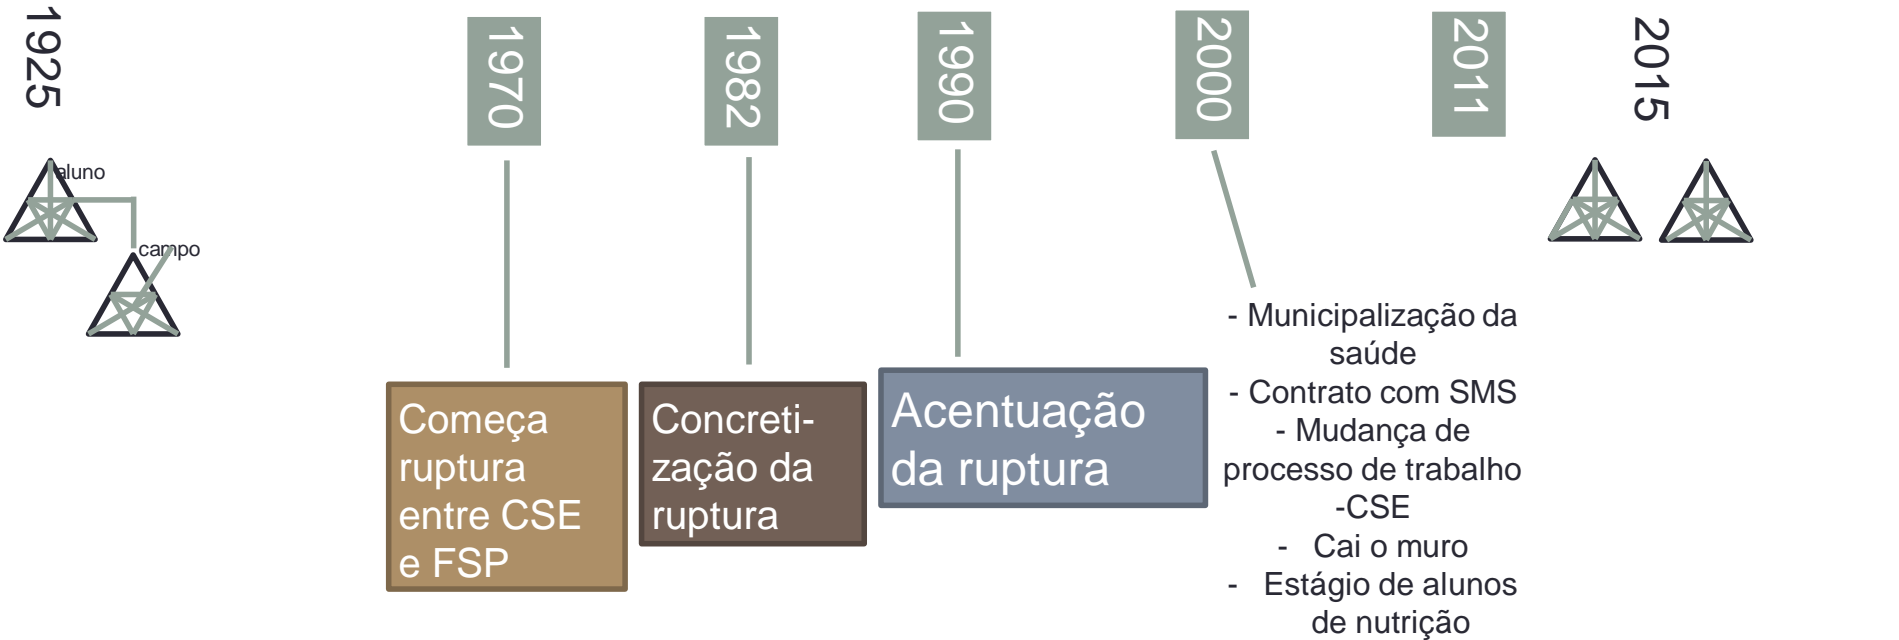 1925
1970
1982
1990
2000
2011
2015
aluno
campo
Começa
ruptura
entre CSE
e FSP
Concreti-
zação da
ruptura
Acentuação
da ruptura
- Municipalização da
saúde
- Contrato com SMS
- Mudança de
processo de trabalho
-CSE
- Cai o muro
- Estágio de alunos
de nutrição